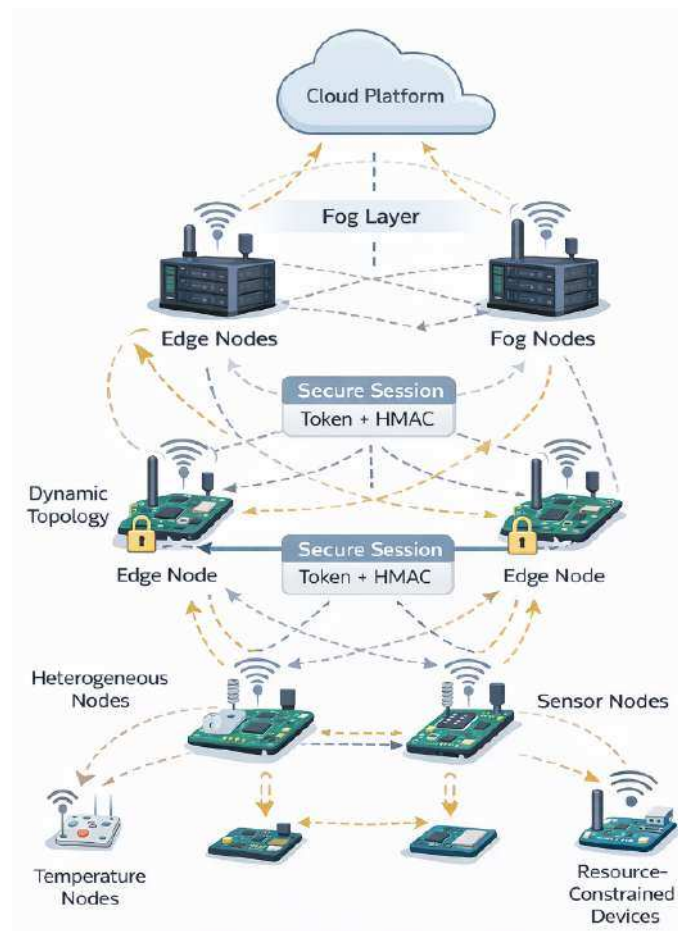 Cloud Platform
Fog Layer
Edge Nodes
Fog Nodes
Secure Session
Token + HMAC
Dynamic
Topology
Edge Node
Secure Session
Token + HMAC
Edge Node
Heterogeneous
Nodes
Sensor Nodes
Temperature
Nodes
Resource-
Constrained
Devices